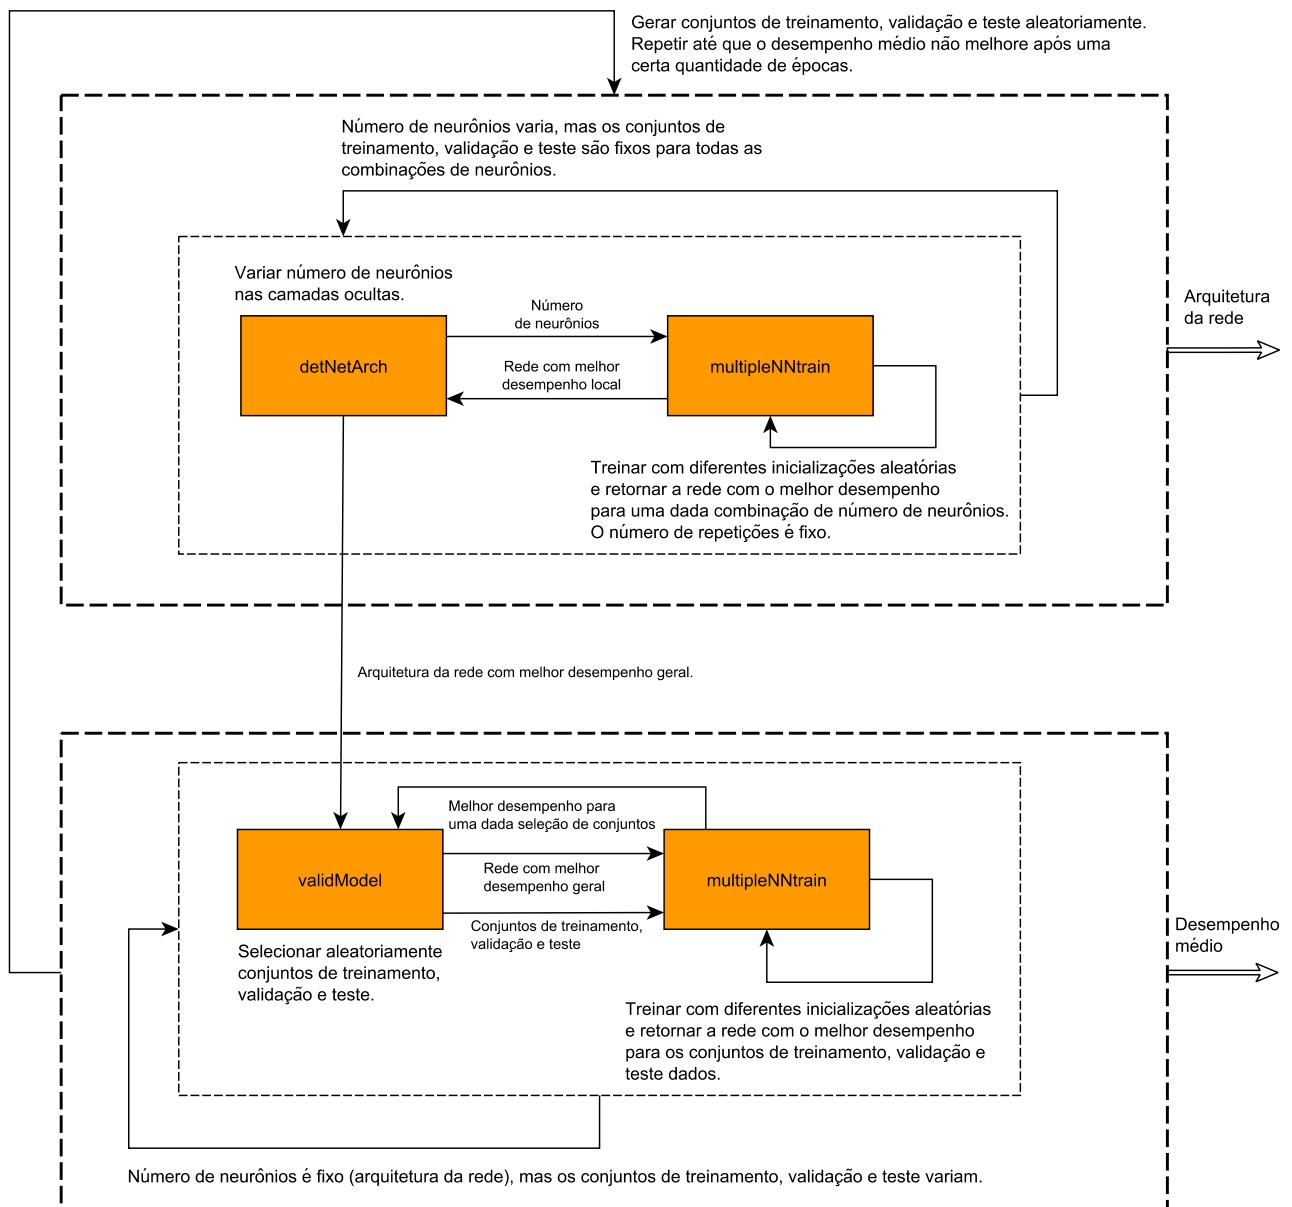 Gerar conjuntos de treinamento, validação e teste aleatoriamente.
Repetir até que o desempenho médio não melhore após uma
certa quantidade de épocas.
Número de neurônios varia, mas os conjuntos de
treinamento, validação e teste são fixos para todas as
combinações de neurônios.
Variar número de neurônios
nas camadas ocultas.
Número
de neurônios
detNetArch
multipleNNtrain
Rede com melhor
desempenho local
Arquitetura
da rede
Treinar com diferentes inicializações aleatórias
e retornar a rede com o melhor desempenho
para uma dada combinação de número de neurônios.
O número de repetições é fixo.
Arquitetura da rede com melhor desempenho geral.
Melhor desempenho para
uma dada seleção de conjuntos
validModel
multipleNNtrain
Rede com melhor
desempenho geral
Conjuntos de treinamento,
validação e teste
Desempenho
médio
Selecionar aleatoriamente
conjuntos de treinamento,
validação e teste.
Treinar com diferentes inicializações aleatórias
e retornar a rede com o melhor desempenho
para os conjuntos de treinamento, validação e
teste dados.
Número de neurônios é fixo (arquitetura da rede), mas os conjuntos de treinamento, validação e teste variam.